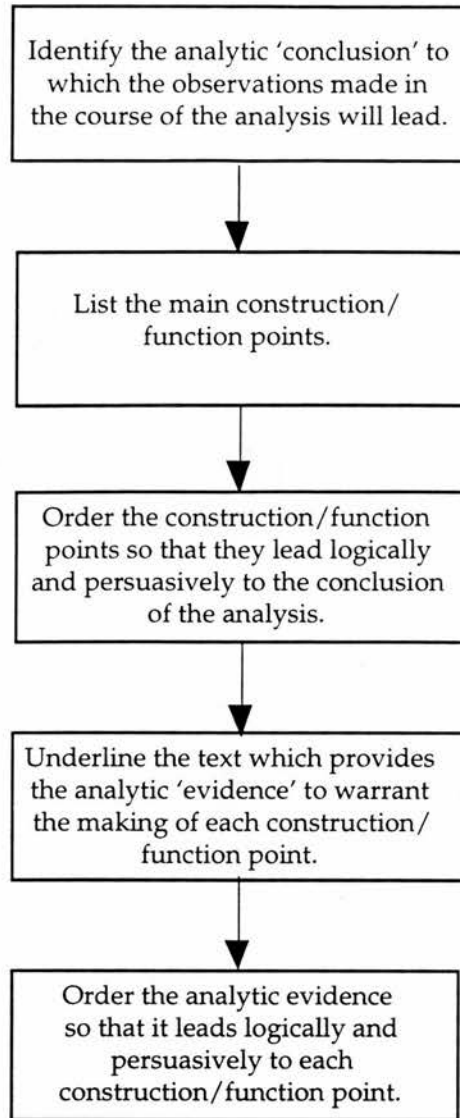 Identify the analytic ‘conclusion’ to
which the observations made in
the course of the analysis will lead.
List the main construction/
function points.
Order the construction/function
points so that they lead logically
and persuasively to the conclusion
of the analysis.
Underline the text which provides
the analytic ‘evidence’ to warrant
the making of each construction/
function point.
Order the analytic evidence
so that it leads logically and
persuasively to each
construction/function point.